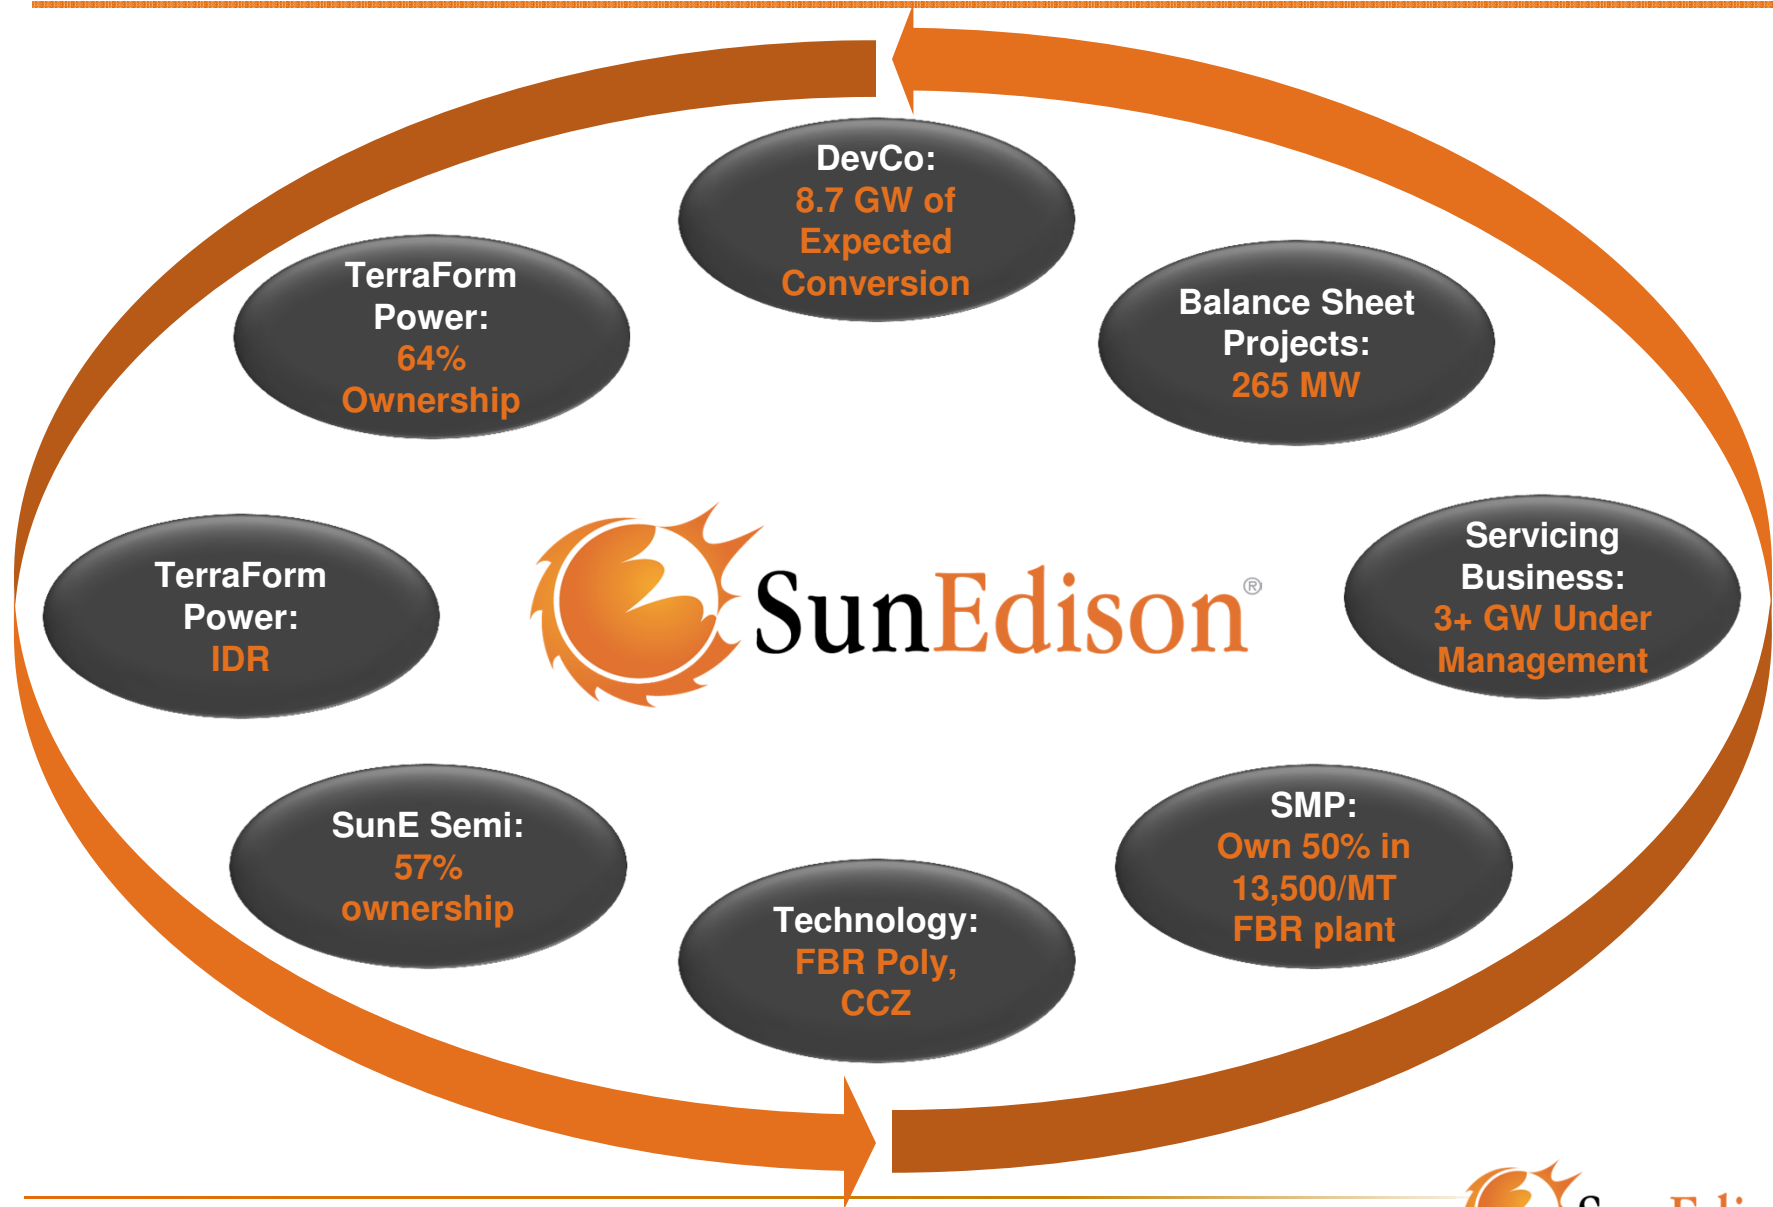 DevCo:
8.7 GW of
Expected
Conversion
TerraForm
Power:
64%
Ownership
Balance Sheet
Projects:
265 MW
TerraForm
Power:
IDR
SunEdison®
Servicing
Business:
3+ GW Under
Management
SunE Semi:
57%
ownership
Technology:
FBR Poly,
CCZ
SMP:
Own 50% in
13,500/MT
FBR plant